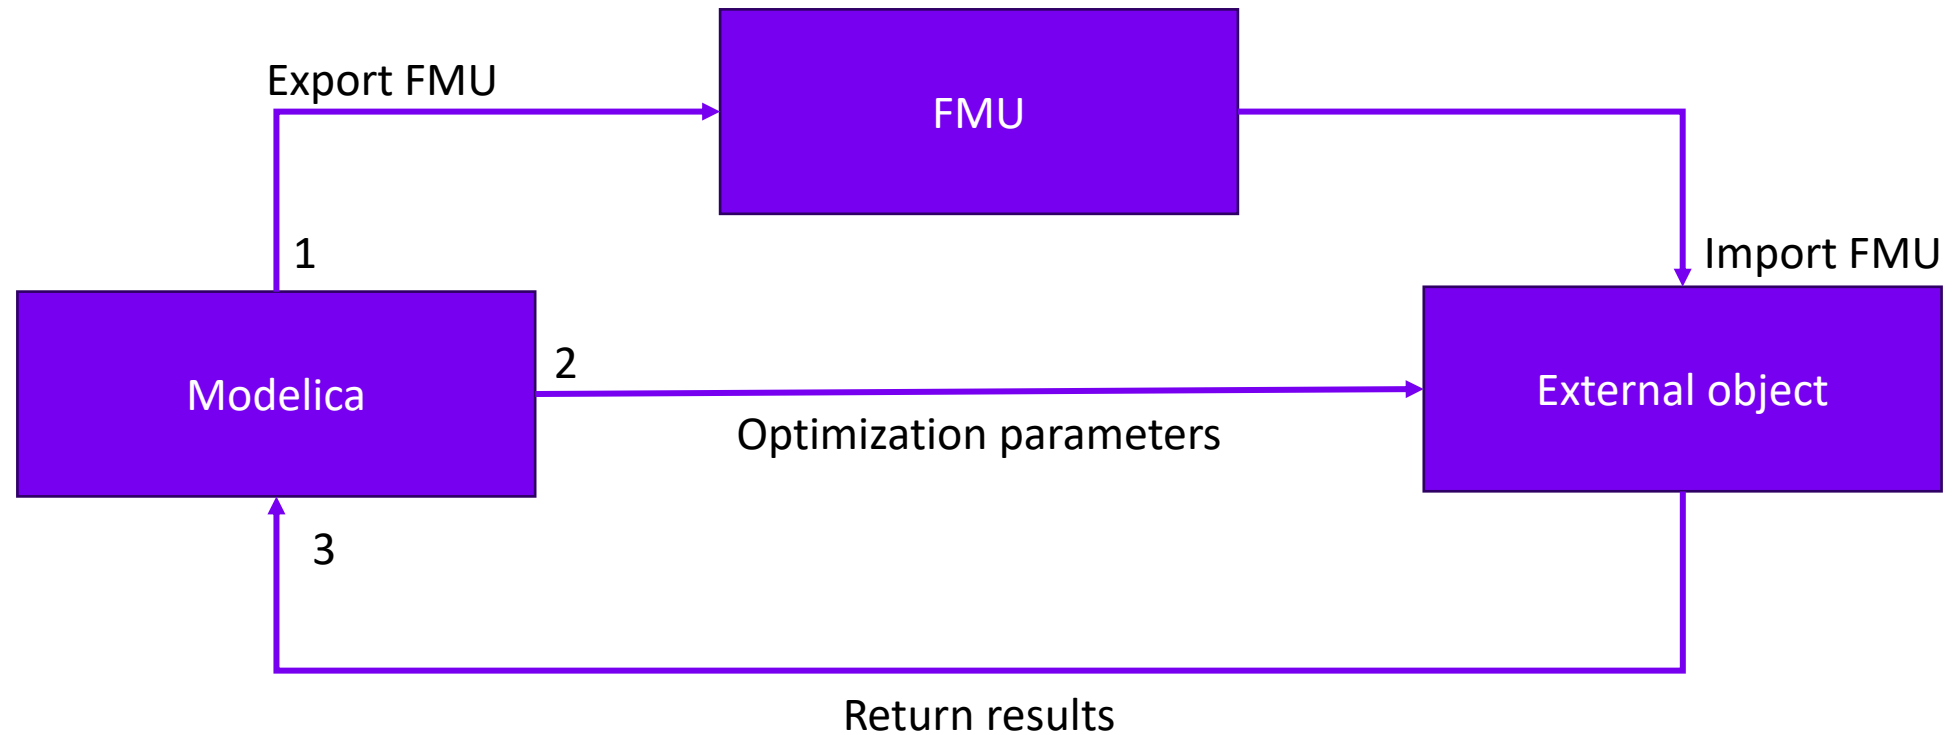 Export FMU
FMU
1
Import FMU
Modelica
2
Optimization parameters
External object
3
Return results